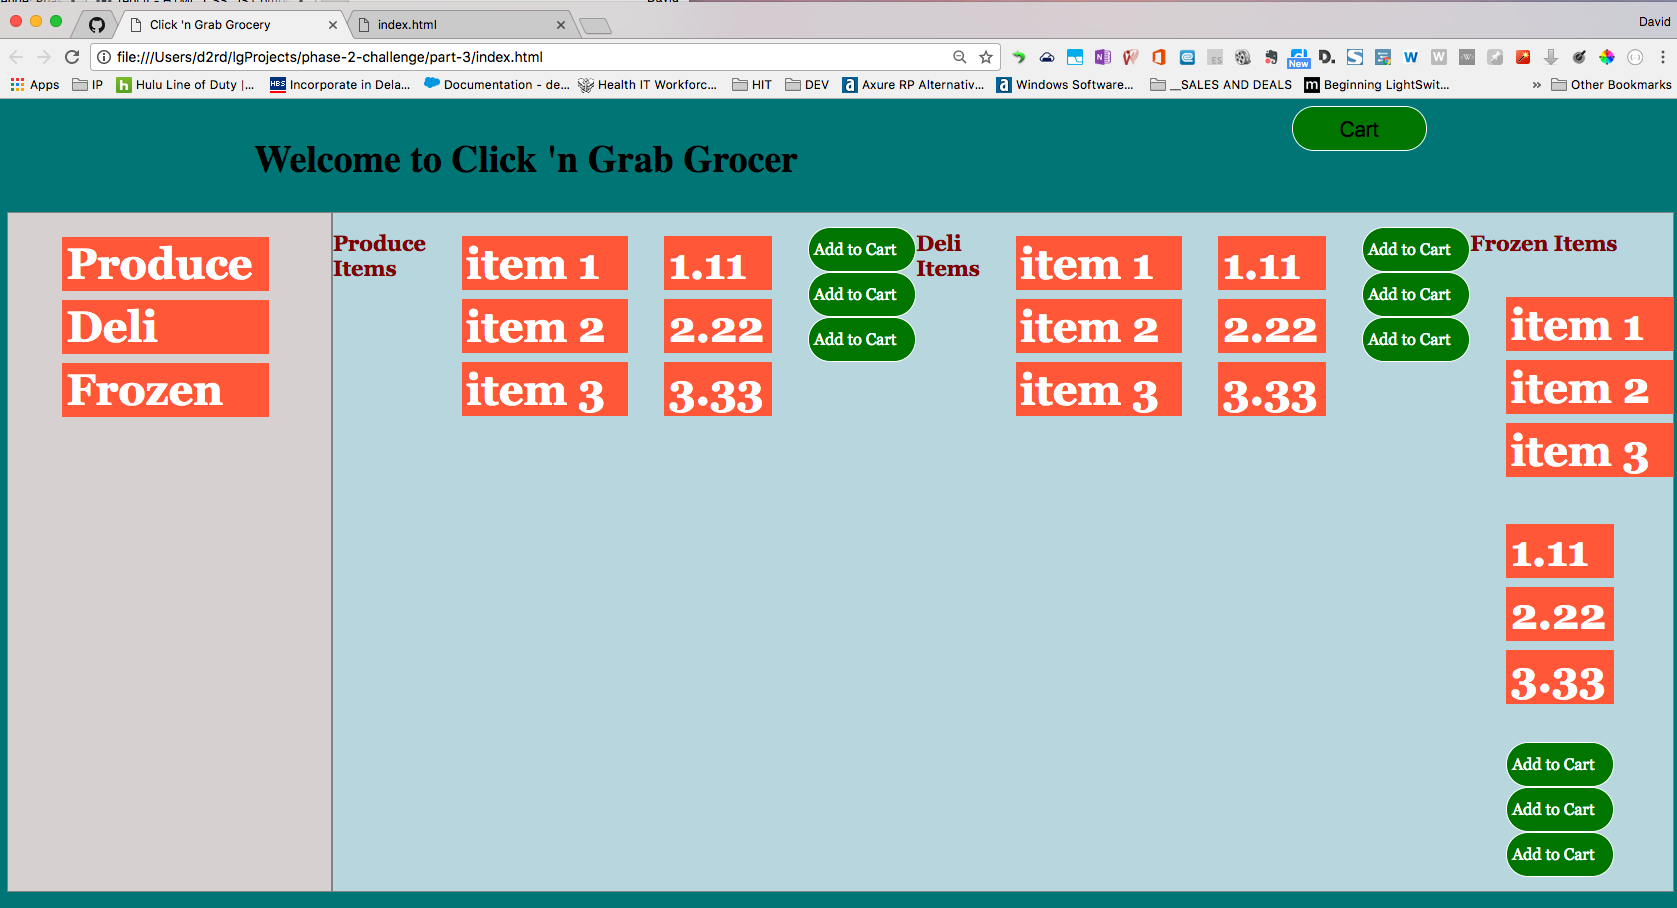 Click 'n Grab Grocery
index.html
David
file:///Users/d2rd/lgProjects/phase-2-challenge/part-3/index.html
New
Apps
IP
Hulu Line of Duty |...
HBS
Incorporate in Dela...
Documentation - de...
Health IT Workforc...
HIT
DEV
Axure RP Alternativ...
Windows Software...
__SALES AND DEALS
Beginning LightSwit...
»
Other Bookmarks
Welcome to Click 'n Grab Grocer
Cart
Produce
Deli
Frozen
Produce
Items
item 1
item 2
item 3
1.11
2.22
3.33
Add to Cart
Add to Cart
Add to Cart
Deli
Items
item 1
item 2
item 3
1.11
2.22
3.33
Add to Cart
Add to Cart
Add to Cart
Frozen Items
item 1
item 2
item 3
1.11
2.22
3.33
Add to Cart
Add to Cart
Add to Cart